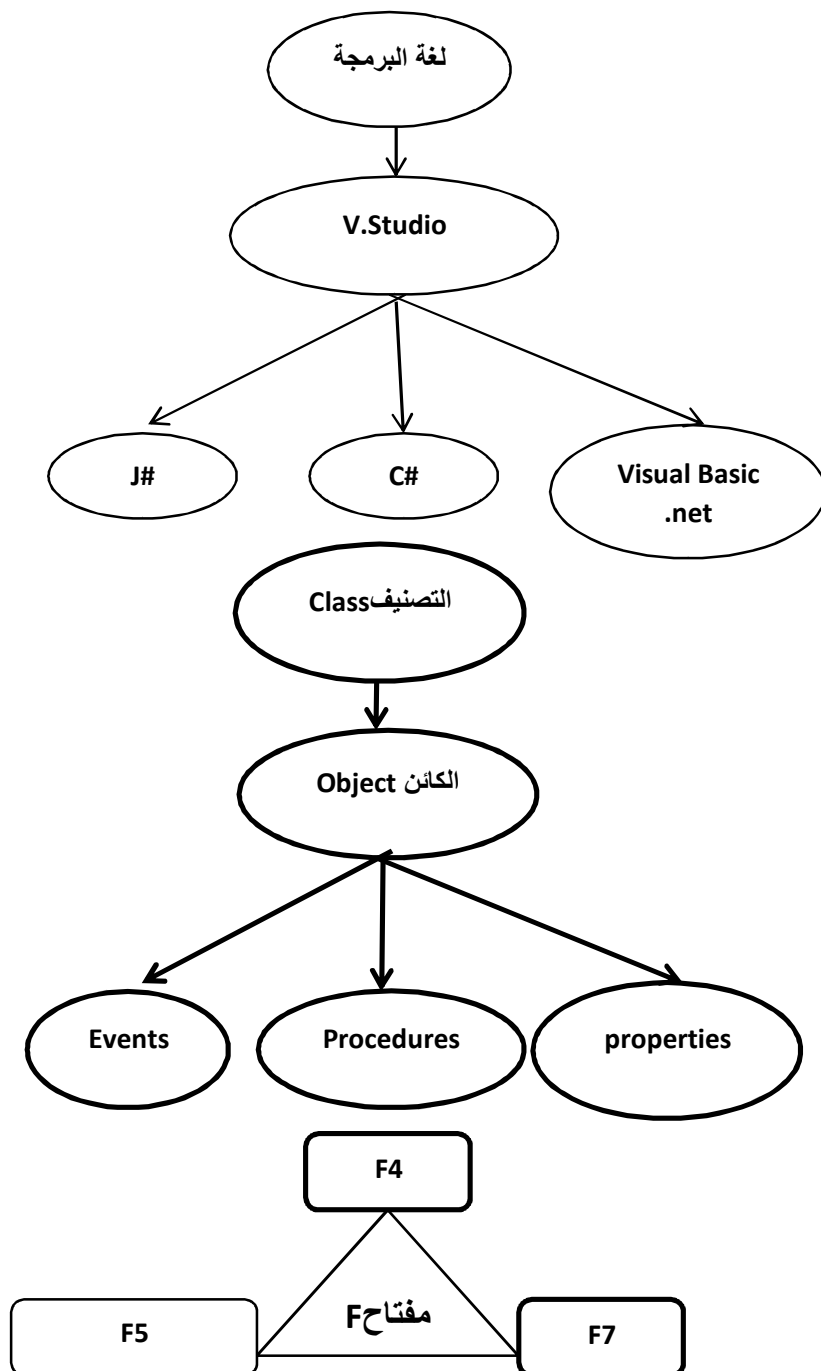 لغة البرمجة
V.Studio
J#
C#
Visual Basic
.net
التصنيفClass
الكائن Object
Events
Procedures
properties
F4
مفتاحF
F5
F7